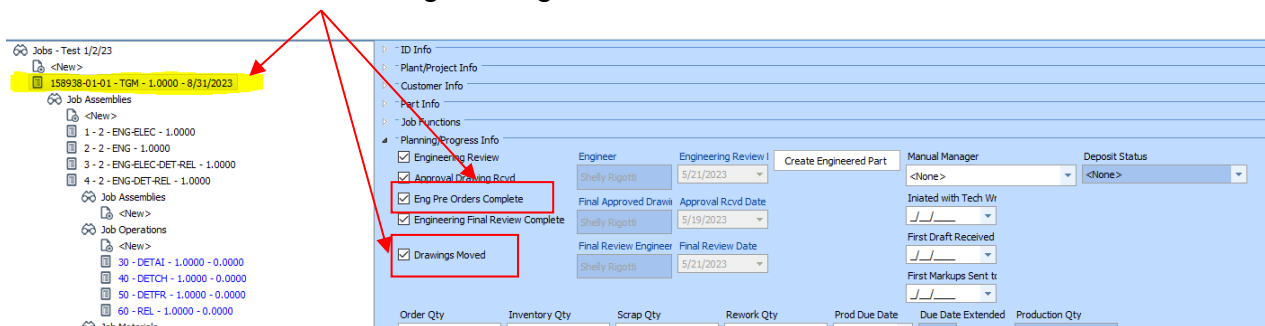 Jobs - Test 1/2/23
<New>
158938-01-01 - TGM - 1.0000 - 8/31/2023
Job Assemblies
<New>
1 - 2 - ENG-ELEC - 1.0000
2 - 2 - ENG - 1.0000
3 - 2 - ENG-ELEC-DET-REL - 1.0000
4 - 2 - ENG-DET-REL - 1.0000
Job Assemblies
<New>
Job Operations
<New>
30 - DETAI - 1.0000 - 0.0000
40 - DETCH - 1.0000 - 0.0000
50 - DETFR - 1.0000 - 0.0000
60 - REL - 1.0000 - 0.0000
ID Info
Plant/Project Info
Customer Info
Part Info
Job Functions
Planning/Progress Info
Engineering Review Engineer Engineering Review I Create Engineered Part Manual Manager Deposit Status
Approval Drawing Rcvd Shelly Rigotti 5/21/2023 <None> <None>
Eng Pre Orders Complete Final Approved Drawi Approval Rcvd Date Iniated with Tech Wr
Engineering Final Review Complete Shelly Rigotti 5/19/2023 _/_/____
First Draft Received
Drawings Moved Final Review Engineer Final Review Date _/_/____
Shelly Rigotti 5/21/2023
First Markups Sent to
_/_/____
Order Qty Inventory Qty Scrap Qty Rework Qty Prod Due Date Due Date Extended Production Qty